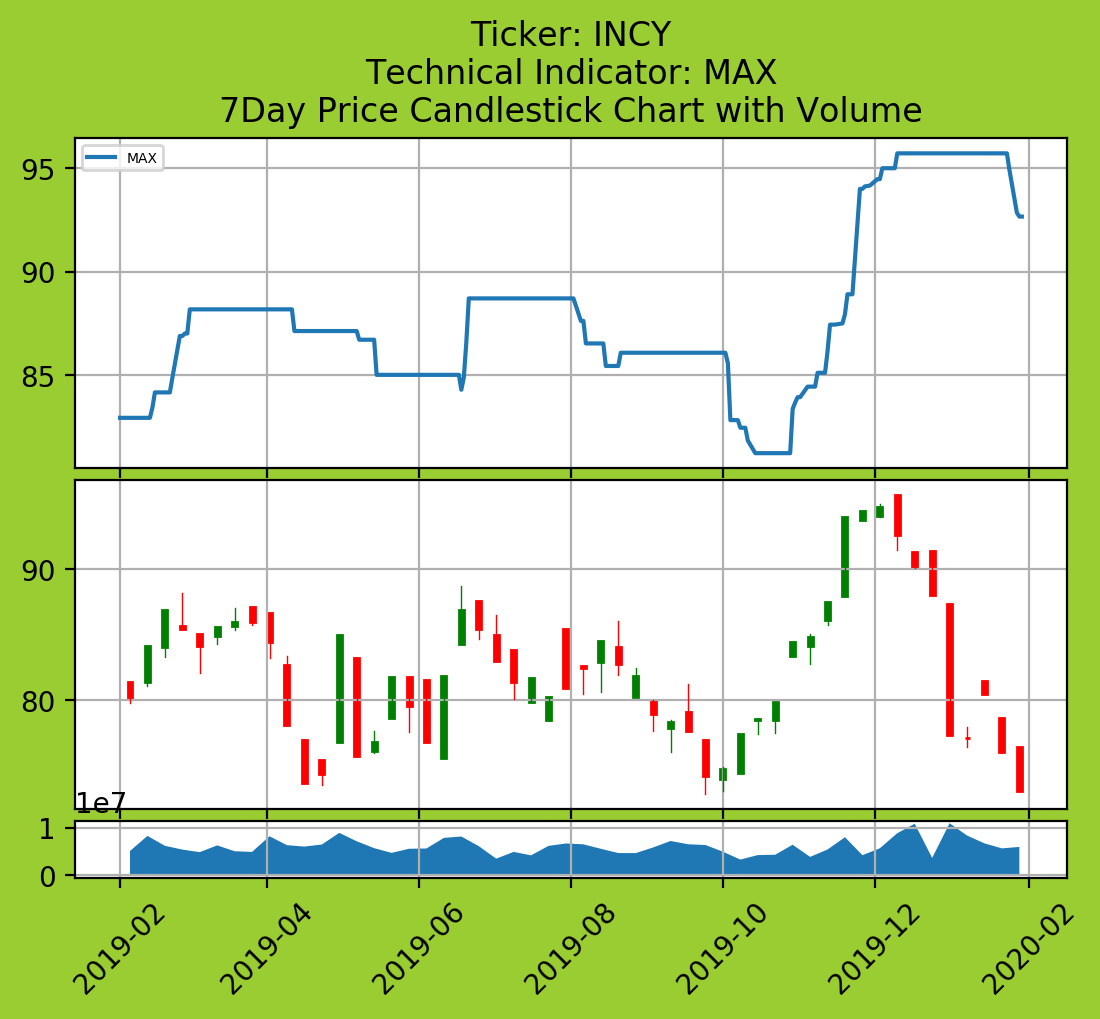 Ticker: INCY
Technical Indicator: MAX
7Day Price Candlestick Chart with Volume
MAX
95
90
85
90
80
1e7
1
0
2019-02
2019-04
2019-06
2019-08
2019-10
2019-12
2020-02